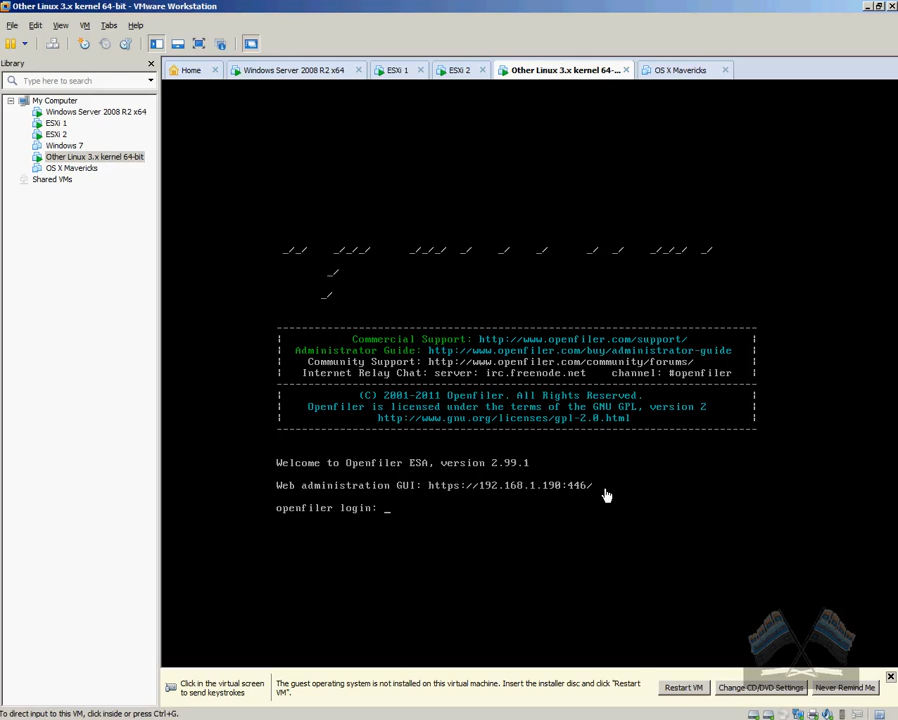 Other Linux 3.x kernel 64-bit - VMware Workstation
File Edit View VM Tabs Help
Library
Type here to search
My Computer
Windows Server 2008 R2 x64
ESXi 1
ESXi 2
Windows 7
Other Linux 3.x kernel 64-bit
OS X Mavericks
Shared VMs
Home
Windows Server 2008 R2 x64
ESXi 1
ESXi 2
Other Linux 3.x kernel 64-...
OS X Mavericks
Commercial Support: http://www.openfiler.com/support/
Administrator Guide: http://www.openfiler.com/buy/administrator-guide
Community Support: http://www.openfiler.com/community/forums/
Internet Relay Chat: server: irc.freenode.net channel: #openfiler
(C) 2001-2011 Openfiler. All Rights Reserved.
Openfiler is licensed under the terms of the GNU GPL, version 2
http://www.gnu.org/licenses/gpl-2.0.html
Welcome to Openfiler ESA, version 2.99.1
Web administration GUI: https://192.168.1.190:446/
openfiler login: _
Click in the virtual screen
to send keystrokes
The guest operating system is not installed on this virtual machine. Insert the installer disc and click "Restart
VM".
Restart VM
Change CD/DVD Settings
Never Remind Me
To direct input to this VM, click inside or press Ctrl+G.